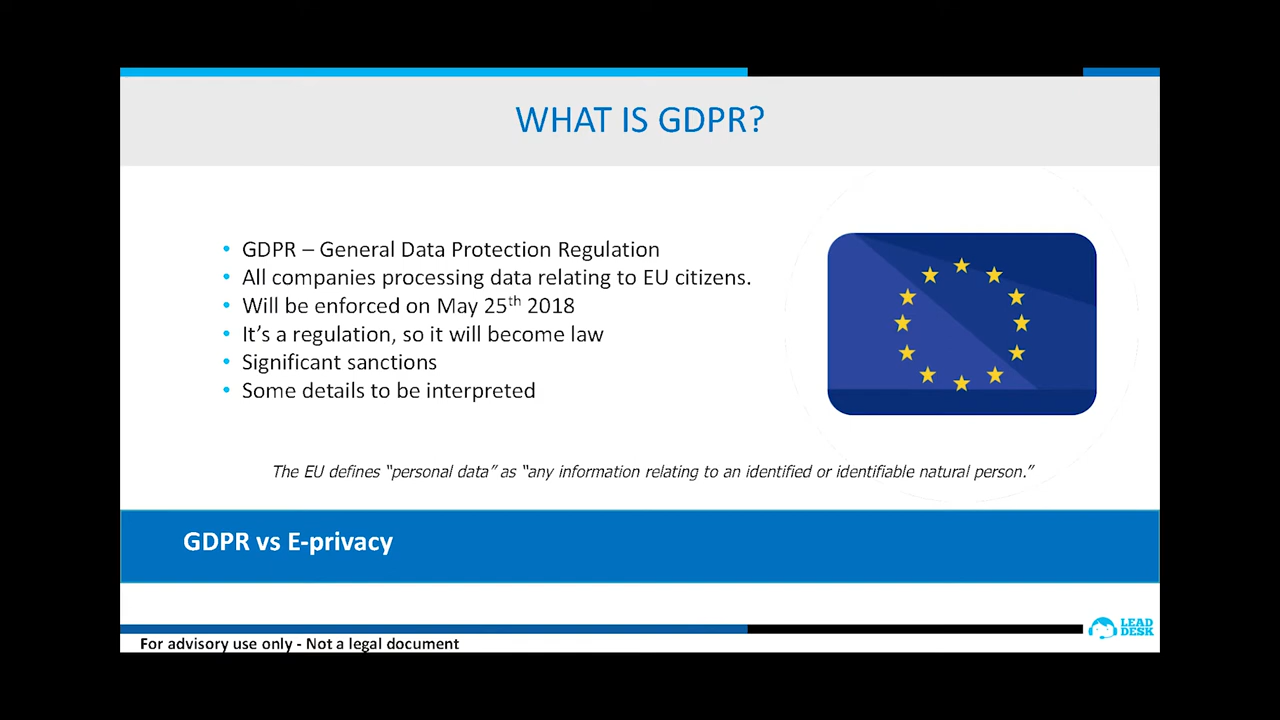 WHAT IS GDPR?
• GDPR – General Data Protection Regulation
• All companies processing data relating to EU citizens.
• Will be enforced on May 25th 2018
• It's a regulation, so it will become law
• Significant sanctions
• Some details to be interpreted
The EU defines “personal data” as “any information relating to an identified or identifiable natural person.”
GDPR vs E-privacy
LEAD
DESK
For advisory use only - Not a legal document